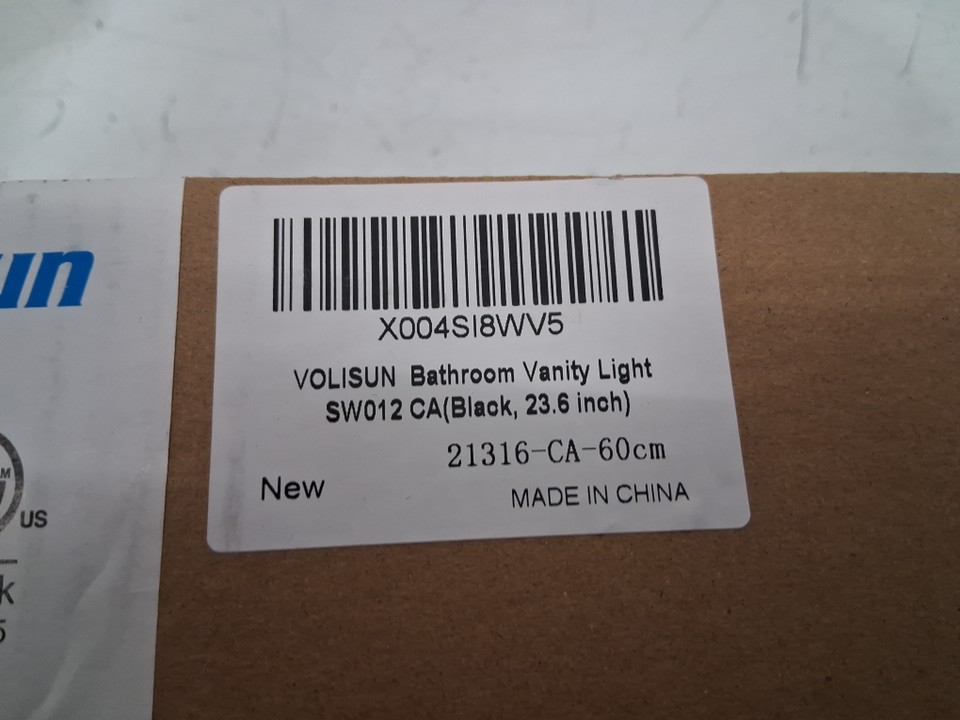 un
X004SI8WV5
VOLISUN Bathroom Vanity Light
SW012 CA(Black, 23.6 inch)
21316-CA-60cm
New
MADE IN CHINA
M
US
k
5